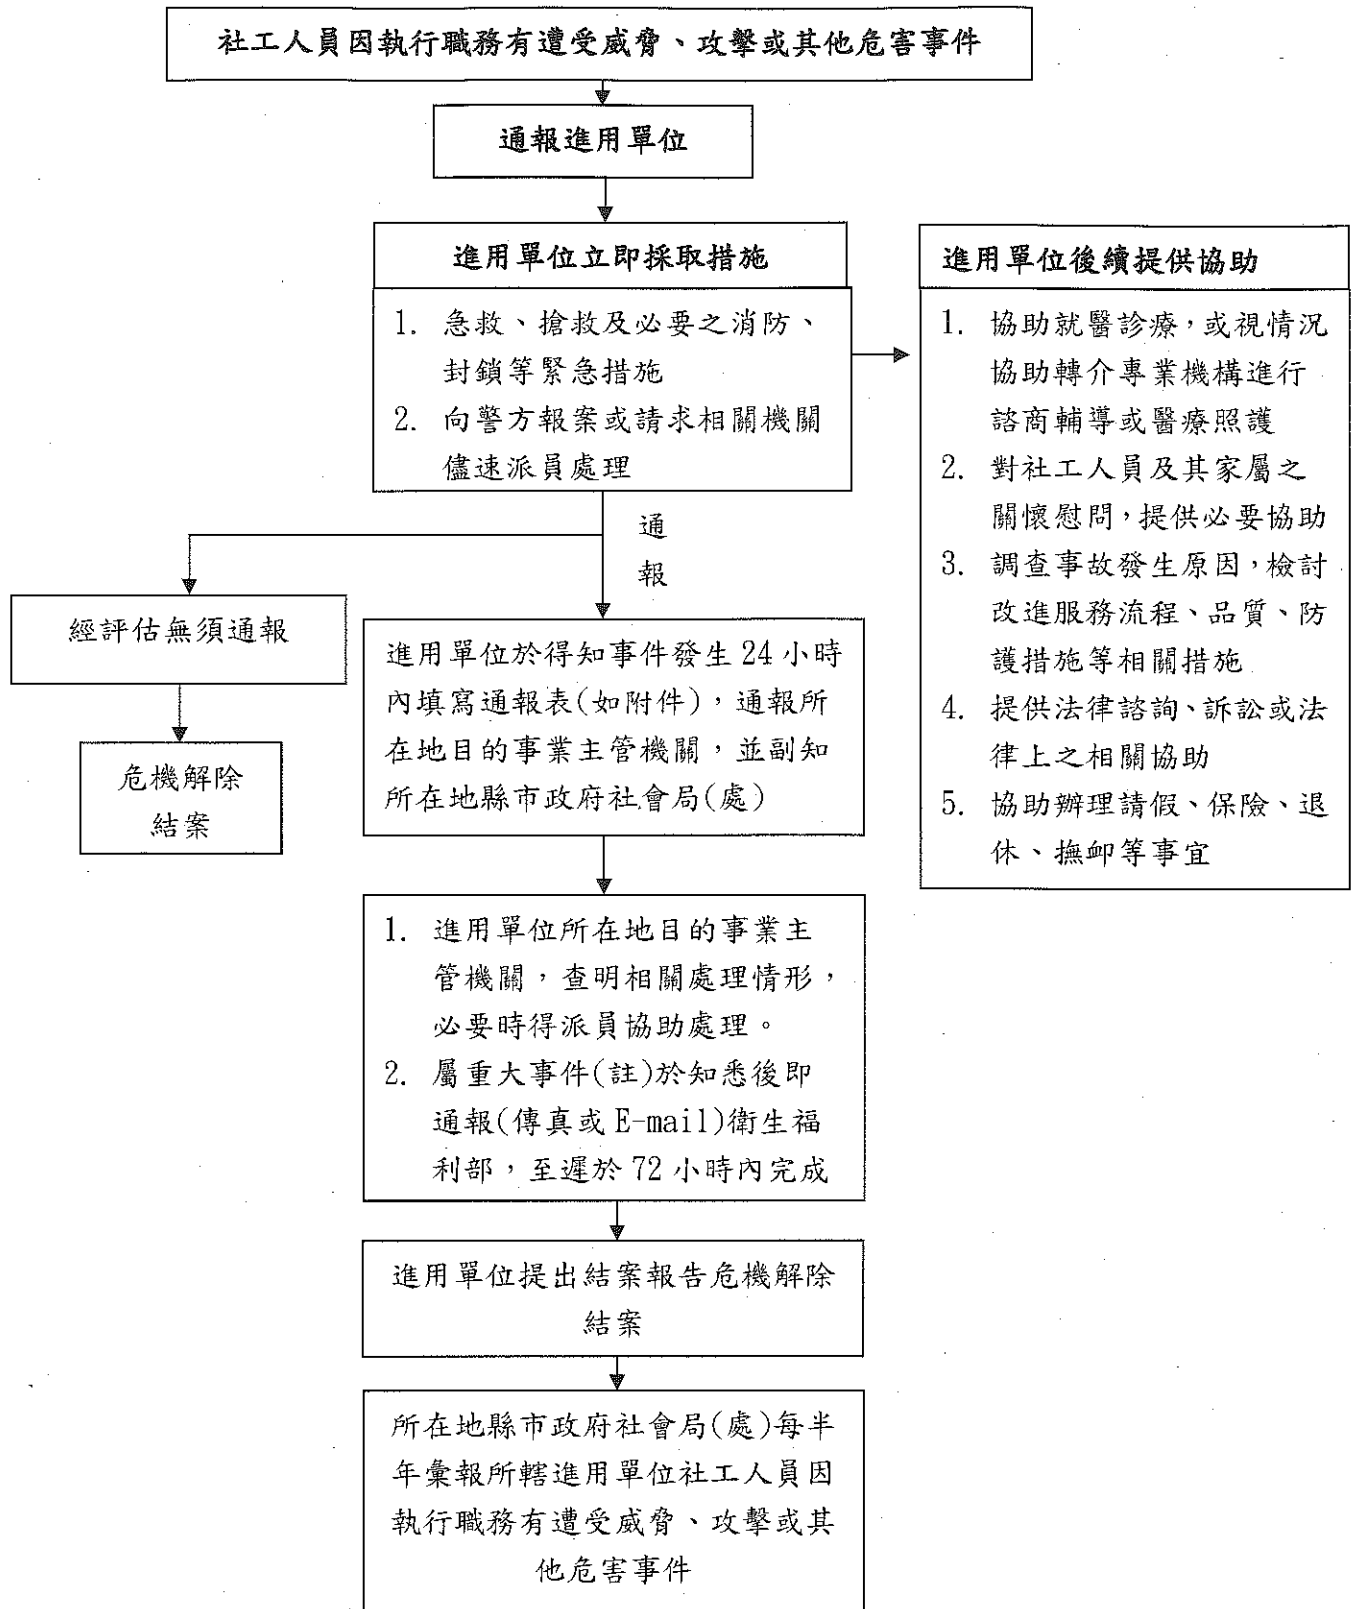 社工人員因執行職務有遭受威脅、攻擊或其他危害事件
通報進用單位
進用單位立即採取措施
1. 急救、搶救及必要之消防、
封鎖等緊急措施
2. 向警方報案或請求相關機關
儘速派員處理
進用單位後續提供協助
1. 協助就醫診療，或視情況
協助轉介專業機構進行
諮商輔導或醫療照護
2. 對社工人員及其家屬之
關懷慰問，提供必要協助
3. 調查事故發生原因，檢討
改進服務流程、品質、防
護措施等相關措施
4. 提供法律諮詢、訴訟或法
律上之相關協助
5. 協助辦理請假、保險、退
休、撫卹等事宜
通
報
經評估無須通報
危機解除
結案
進用單位於得知事件發生 24 小時
內填寫通報表(如附件)，通報所
在地目的事業主管機關，並副知
所在地縣市政府社會局(處)
1. 進用單位所在地目的事業主
管機關，查明相關處理情形，
必要時得派員協助處理。
2. 屬重大事件(註)於知悉後即
通報(傳真或 E-mail)衛生福
利部，至遲於 72 小時內完成
進用單位提出結案報告危機解除
結案
所在地縣市政府社會局(處)每半
年彙報所轄進用單位社工人員因
執行職務有遭受威脅、攻擊或其
他危害事件